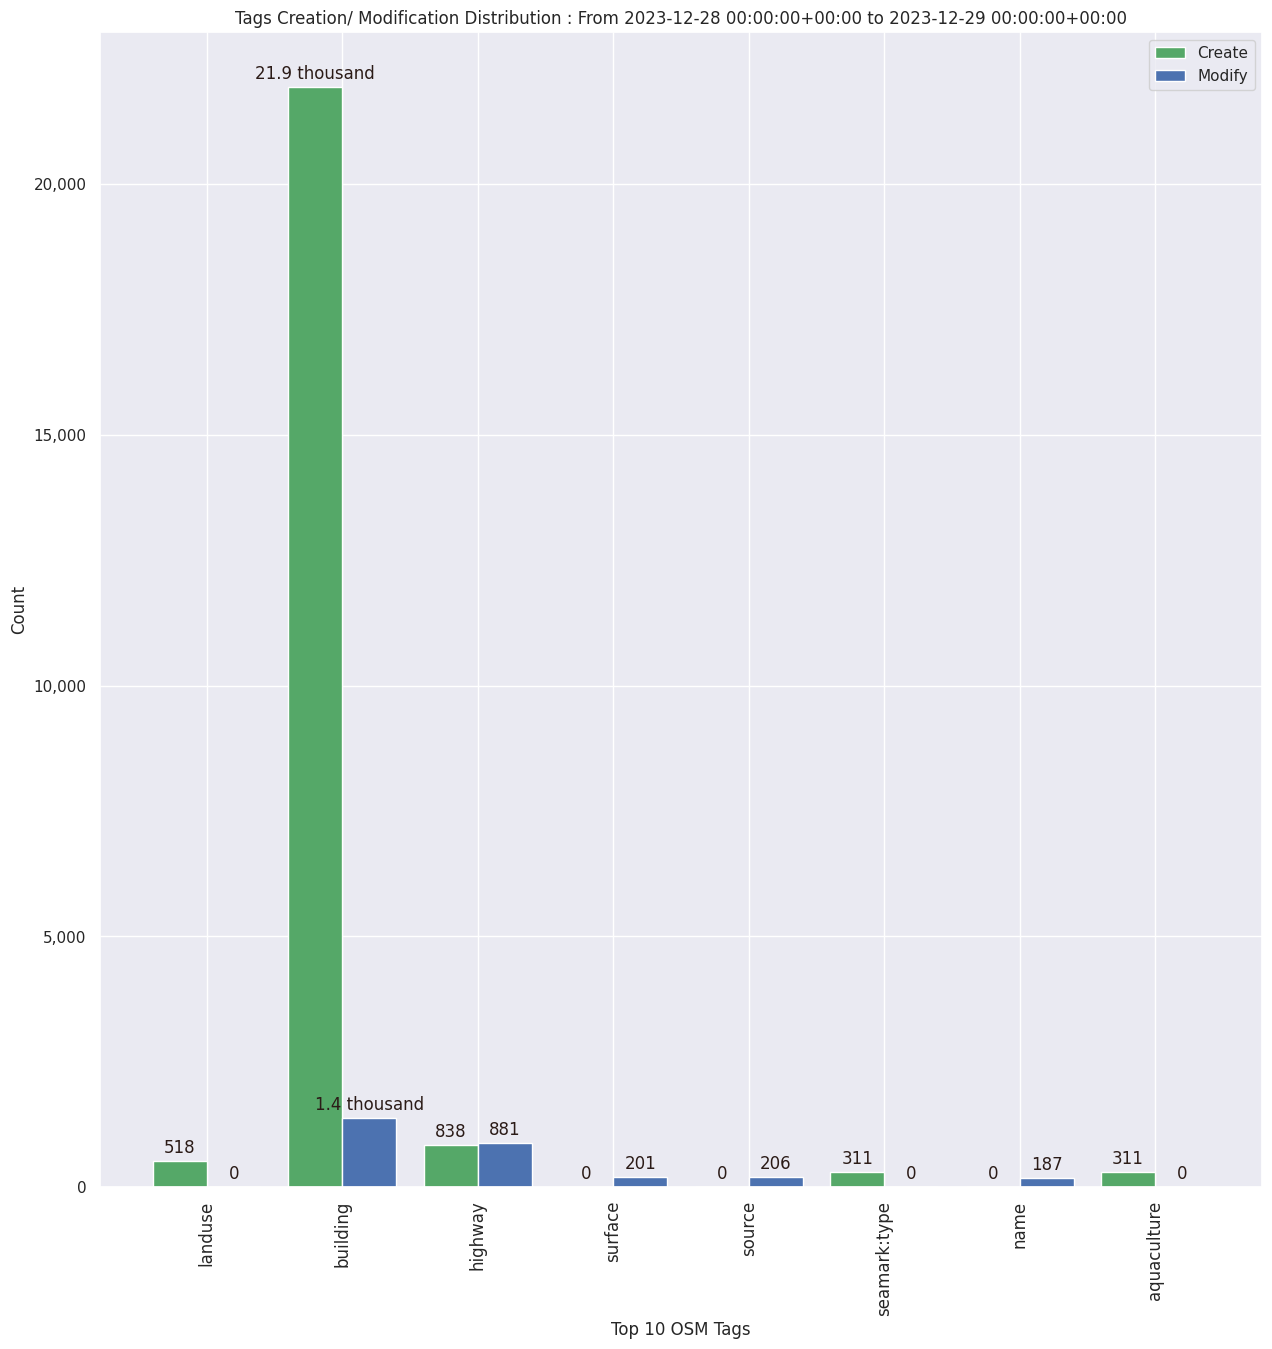 Tags Creation/ Modification Distribution : From 2023-12-28 00:00:00+00:00 to 2023-12-29 00:00:00+00:00
Create
Modify
21.9 thousand
20,000
15,000
Count
10,000
5,000
1.4 thousand
838
881
518
0
0
201
0
206
311
0
0
187
311
0
0
landuse
building
highway
surface
source
seamark:type
name
aquaculture
Top 10 OSM Tags